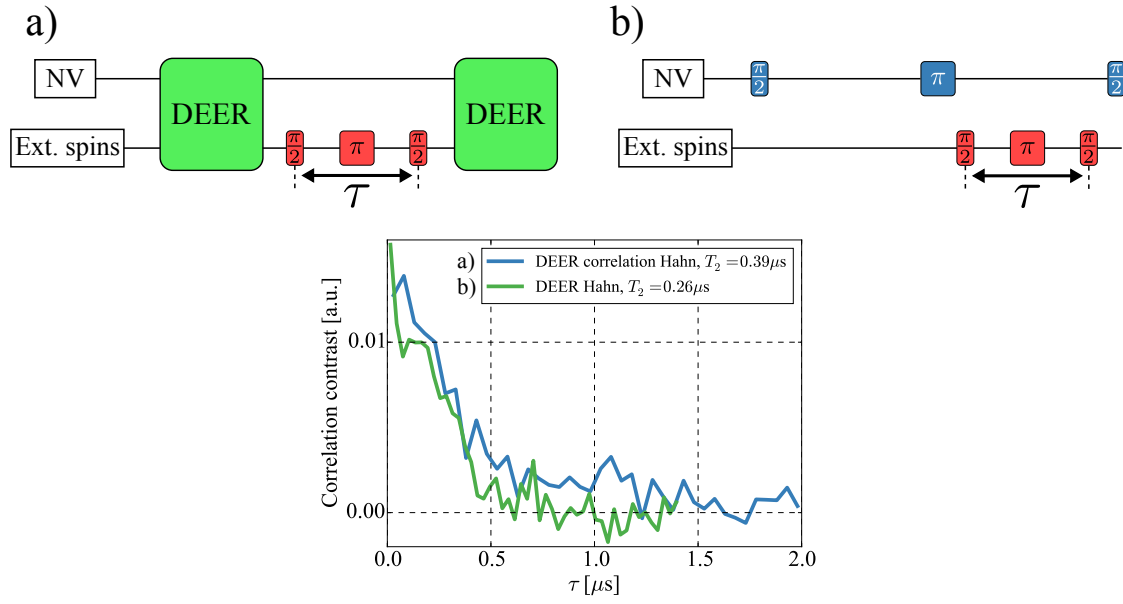 a)
NV
DEER
DEER
Ext. spins
π/2
π
π/2
τ
b)
NV
π/2
π
π/2
Ext. spins
π/2
π
π/2
τ
a) DEER correlation Hahn, T₂ = 0.39μs
b) DEER Hahn, T₂ = 0.26μs
Correlation contrast [a.u.]
0.01
0.00
0.0 0.5 1.0 1.5 2.0
τ [μs]